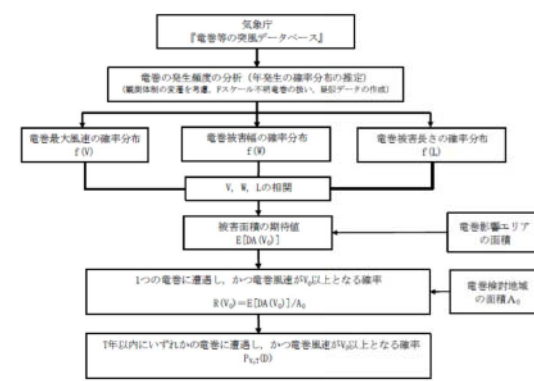 気象庁
『竜巻等の突風データベース』
竜巻の発生頻度の分析（年発生の確率分布の推定）
（観測体制の変遷を考慮、Fスケール不明竜巻の扱い、疑似データの作成）
竜巻最大風速の確率分布
f(V)
竜巻被害幅の確率分布
f(W)
竜巻被害長さの確率分布
f(L)
V, W, Lの相関
被害面積の期待値
E[DA(V₀)]
竜巻影響エリア
の面積
1つの竜巻に遭遇し、かつ竜巻風速がV₀以上となる確率
R(V₀)=E[DA(V₀)]/A₀
竜巻検討地域
の面積A₀
T年以内にいずれかの竜巻に遭遇し、かつ竜巻風速がV₀以上となる確率
P_V₀,T(D)